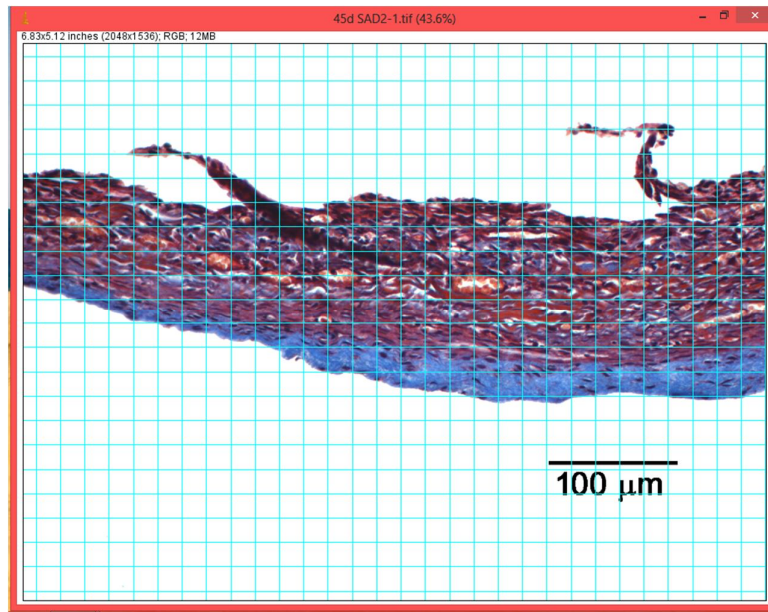 45d SAD2-1.tif (43.6%)
6.83x5.12 inches (2048x1536); RGB; 12MB
100 μm